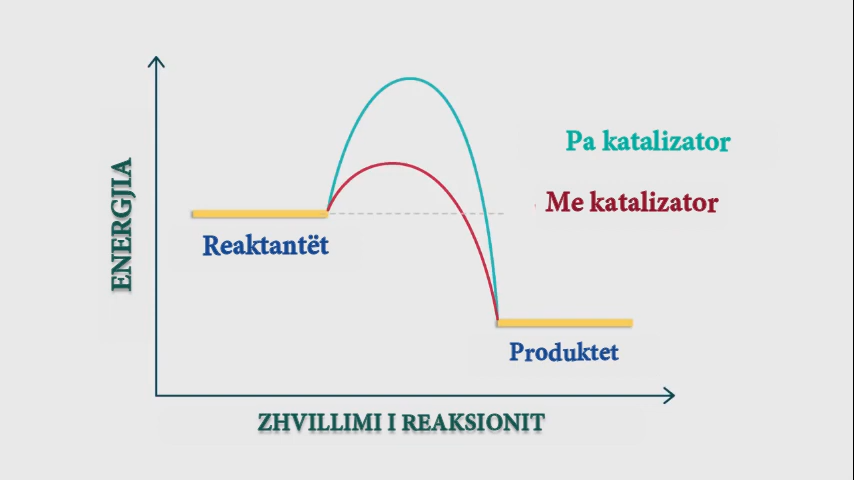 Pa katalizator
ENERGJIA
Me katalizator
Reaktantët
Produktet
ZHVILLIMI I REAKSIONIT